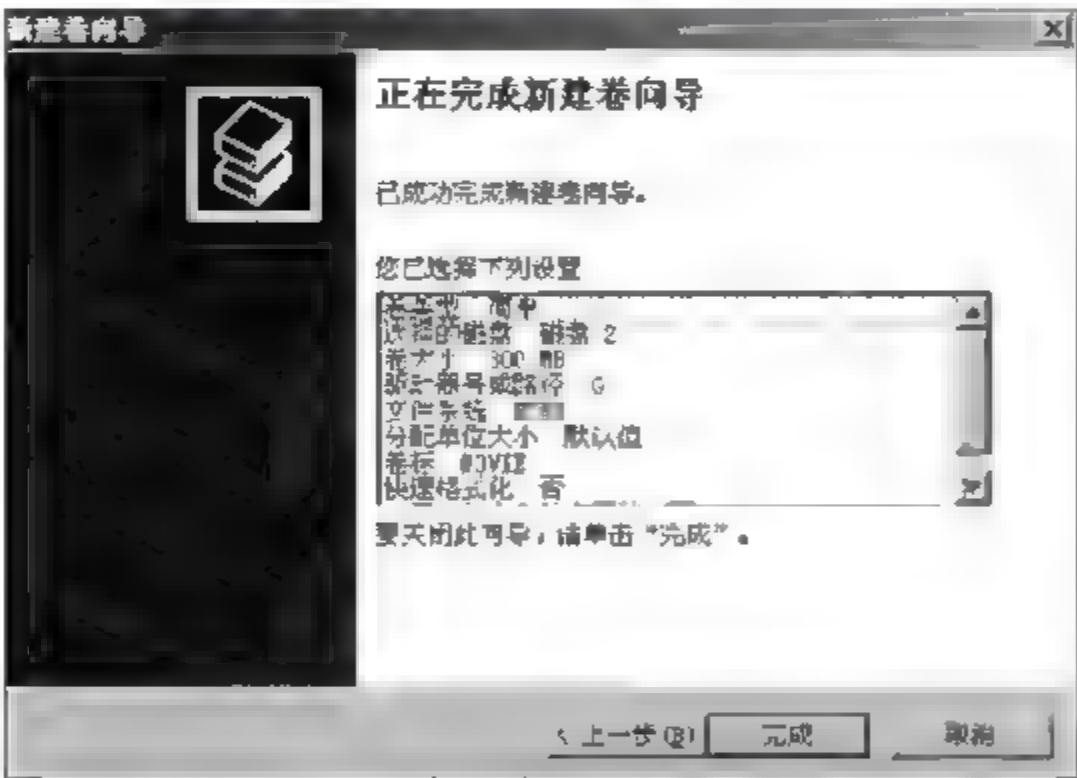 新建卷向导
正在完成新建卷向导
已成功完成新建卷向导。
您已选择下列设置
卷类型 简单
选择的磁盘 磁盘 2
卷大小 300 MB
驱动器号或路径 G
文件系统
分配单位大小 默认值
卷标 MOVIE
快速格式化 否
要关闭此向导，请单击“完成”。
< 上一步(B) 完成 取消